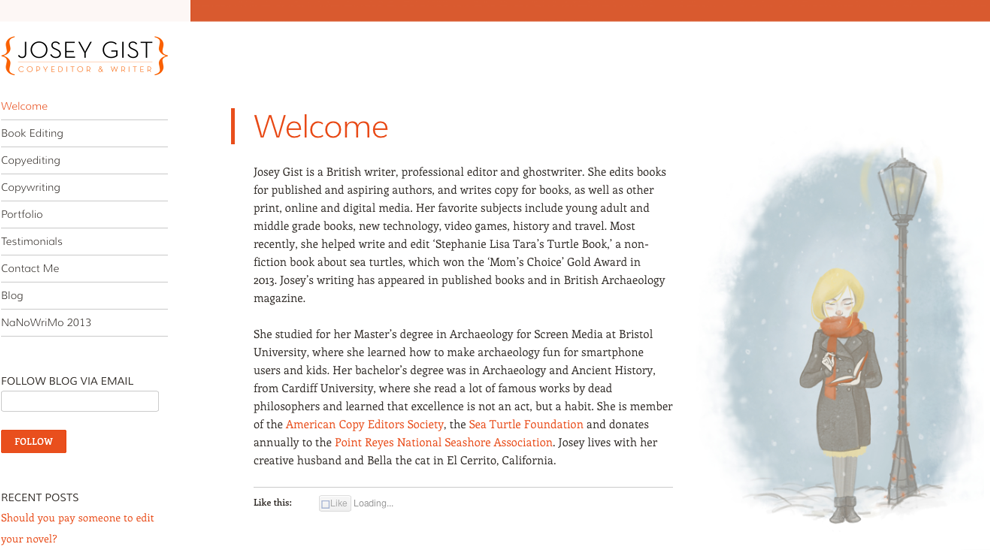 {JOSEY GIST}
COPYEDITOR & WRITER
Welcome
Book Editing
Copyediting
Copywriting
Portfolio
Testimonials
Contact Me
Blog
NaNoWriMo 2013
FOLLOW BLOG VIA EMAIL
FOLLOW
RECENT POSTS
Should you pay someone to edit
your novel?
Welcome
Josey Gist is a British writer, professional editor and ghostwriter. She edits books
for published and aspiring authors, and writes copy for books, as well as other
print, online and digital media. Her favorite subjects include young adult and
middle grade books, new technology, video games, history and travel. Most
recently, she helped write and edit ‘Stephanie Lisa Tara’s Turtle Book,’ a non-
fiction book about sea turtles, which won the ‘Mom’s Choice’ Gold Award in
2013. Josey’s writing has appeared in published books and in British Archaeology
magazine.
She studied for her Master’s degree in Archaeology for Screen Media at Bristol
University, where she learned how to make archaeology fun for smartphone
users and kids. Her bachelor’s degree was in Archaeology and Ancient History,
from Cardiff University, where she read a lot of famous works by dead
philosophers and learned that excellence is not an act, but a habit. She is member
of the American Copy Editors Society, the Sea Turtle Foundation and donates
annually to the Point Reyes National Seashore Association. Josey lives with her
creative husband and Bella the cat in El Cerrito, California.
Like this: Like Loading...